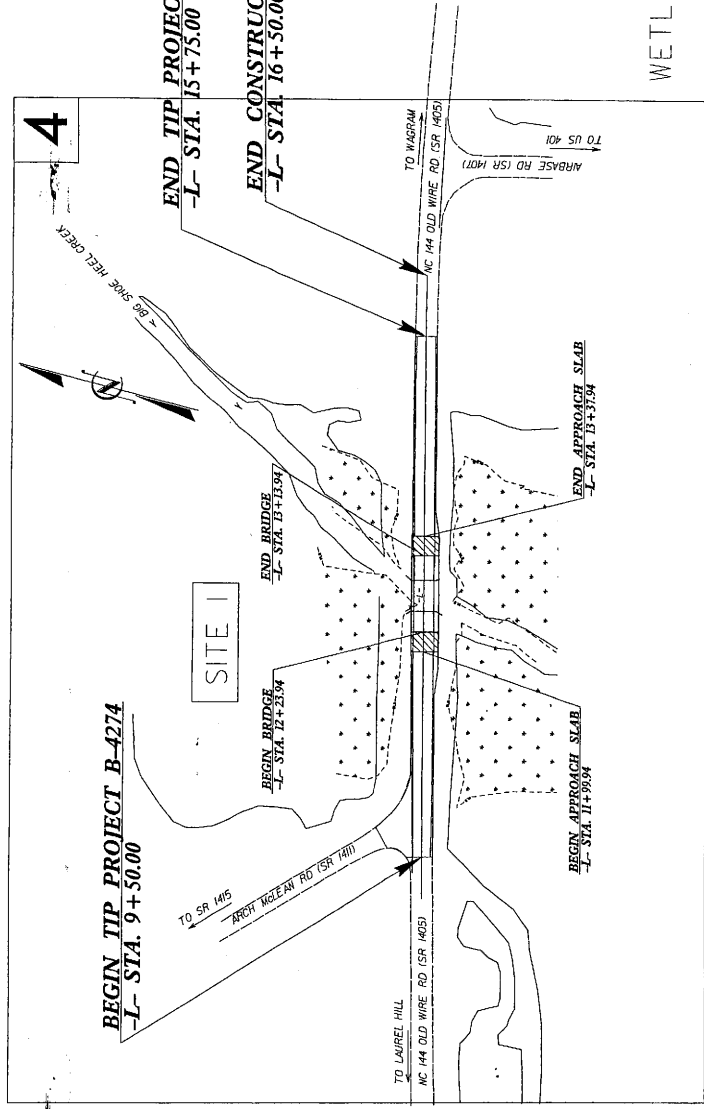 4
BEGIN TIP PROJECT B-4274
-L- STA. 9+50.00
SITE 1
BIG SHOE HEEL CREEK
END TIP PROJEC
-L- STA. 15+75.00
END CONSTRUC
-L- STA. 16+50.00
TO SR 1415
ARCH McLEAN RD (SR 1411)
BEGIN BRIDGE
-L- STA. 12+23.94
END BRIDGE
-L- STA. 13+13.94
TO LAUREL HILL
NC 144 OLD WIRE RD (SR 1405)
-L-
TO WAGRAM
NC 144 OLD WIRE RD (SR 1405)
AIRBASE RD (SR 1407)
TO US 401
BEGIN APPROACH SLAB
-L- STA. 11+99.94
END APPROACH SLAB
-L- STA. 13+37.94
WETL